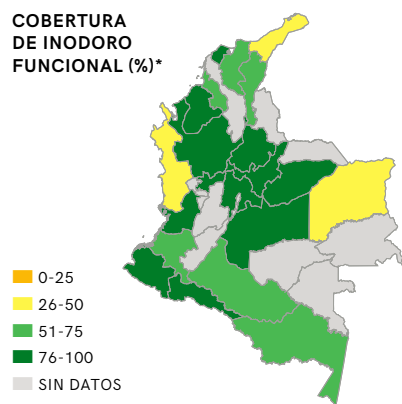 COBERTURA
DE INODORO
FUNCIONAL (%)*
0-25
26-50
51-75
76-100
SIN DATOS